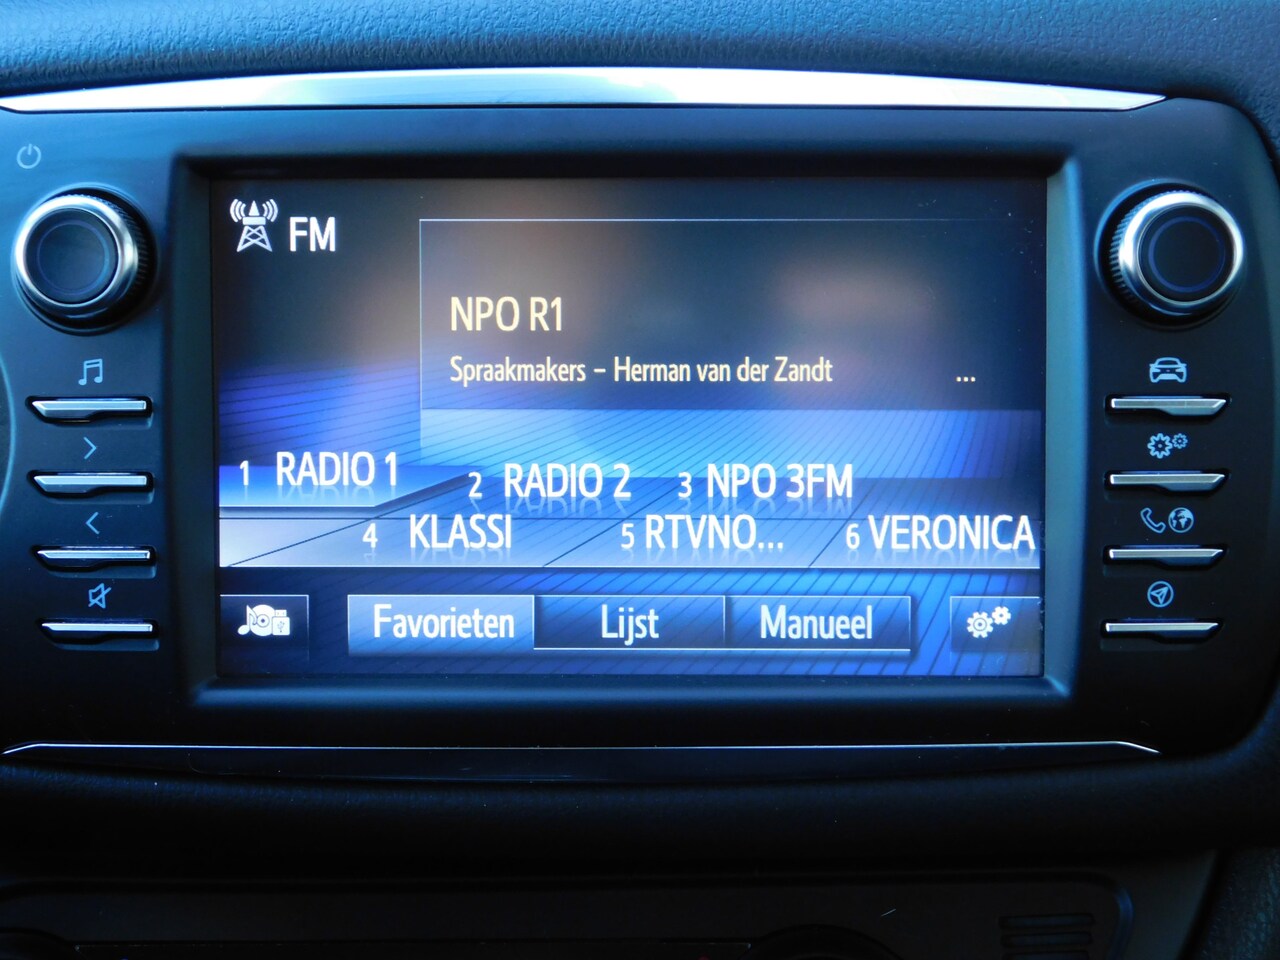 FM
NPO R1
Spraakmakers – Herman van der Zandt ...
1 RADIO 1 2 RADIO 2 3 NPO 3FM
4 KLASSI 5 RTVNO... 6 VERONICA
Favorieten Lijst Manueel